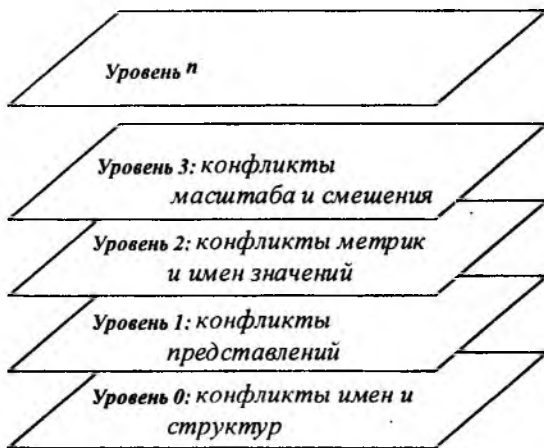 Уровень n
Уровень 3: конфликты
масштаба и смешения
Уровень 2: конфликты метрик
и имен значений
Уровень 1: конфликты
представлений
Уровень 0: конфликты имен и
структур